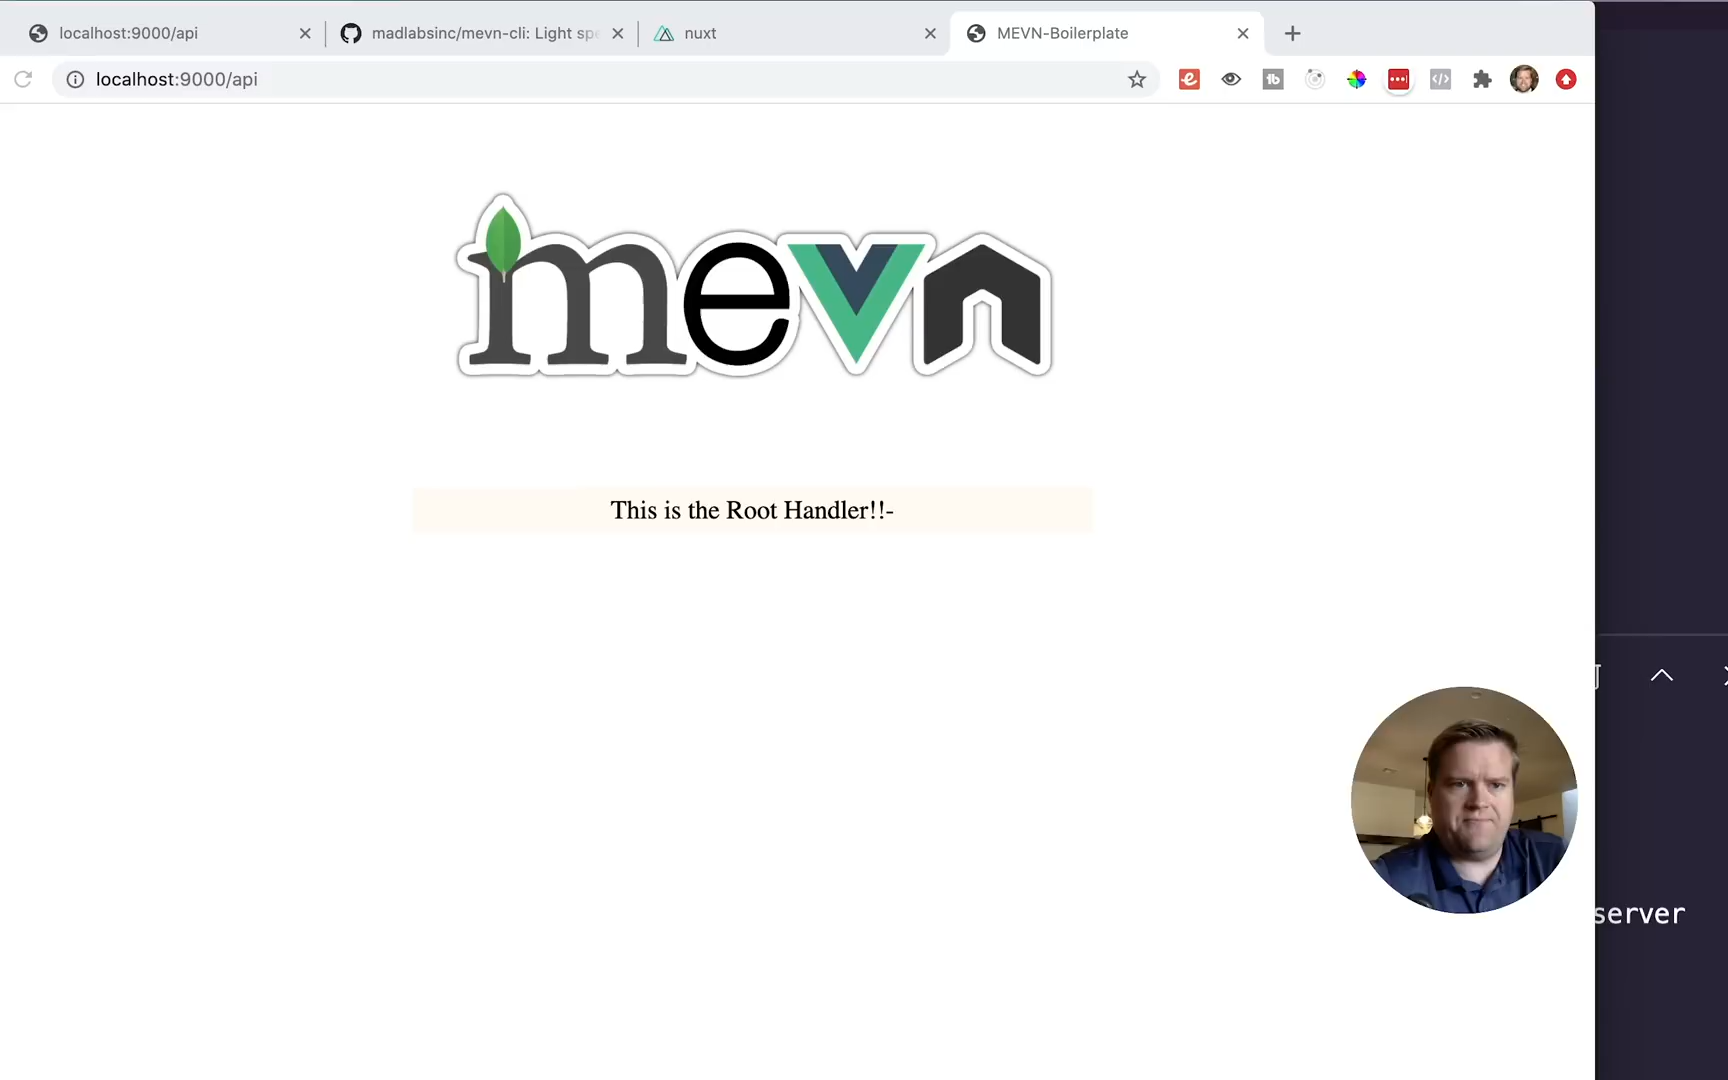 localhost:9000/api
madlabsinc/mevn-cli: Light spe
nuxt
MEVN-Boilerplate
localhost:9000/api
mevn
This is the Root Handler!!-
server